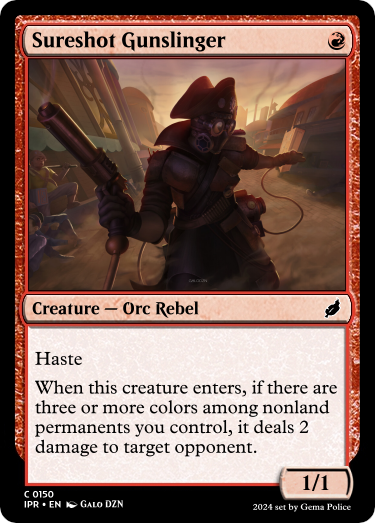 Sureshot Gunslinger
Creature — Orc Rebel
Haste
When this creature enters, if there are
three or more colors among nonland
permanents you control, it deals 2
damage to target opponent.
1/1
C 0150
IPR • EN Galo DZN
2024 set by Gema Police